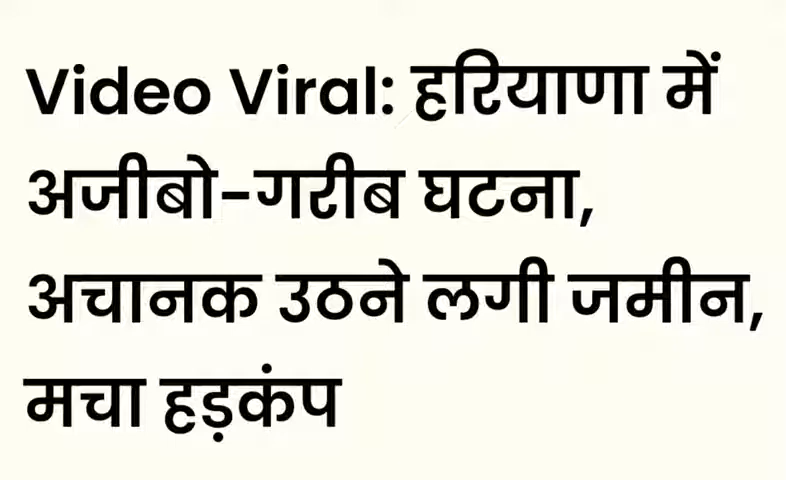 Video Viral: हरियाणा में
अजीबो-गरीब घटना,
अचानक उठने लगी जमीन,
मचा हड़कंप